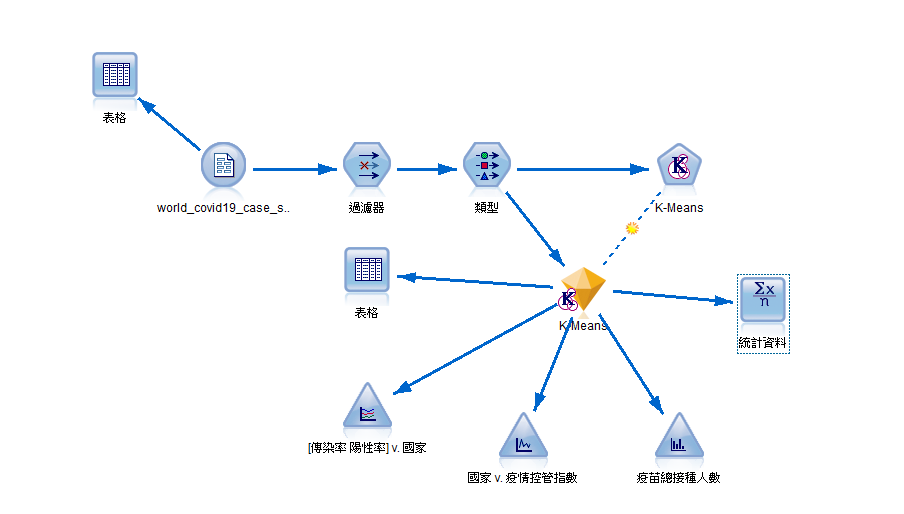 表格
world_covid19_case_s..
過濾器
類型
K-Means
表格
K-Means
Σx
n
統計資料
[傳染率 陽性率] v. 國家
國家 v. 疫情控管指數
疫苗總接種人數